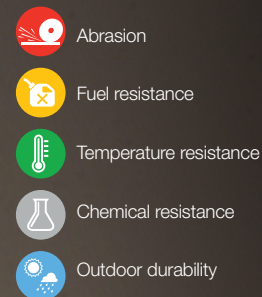 Abrasion
Fuel resistance
Temperature resistance
Chemical resistance
Outdoor durability